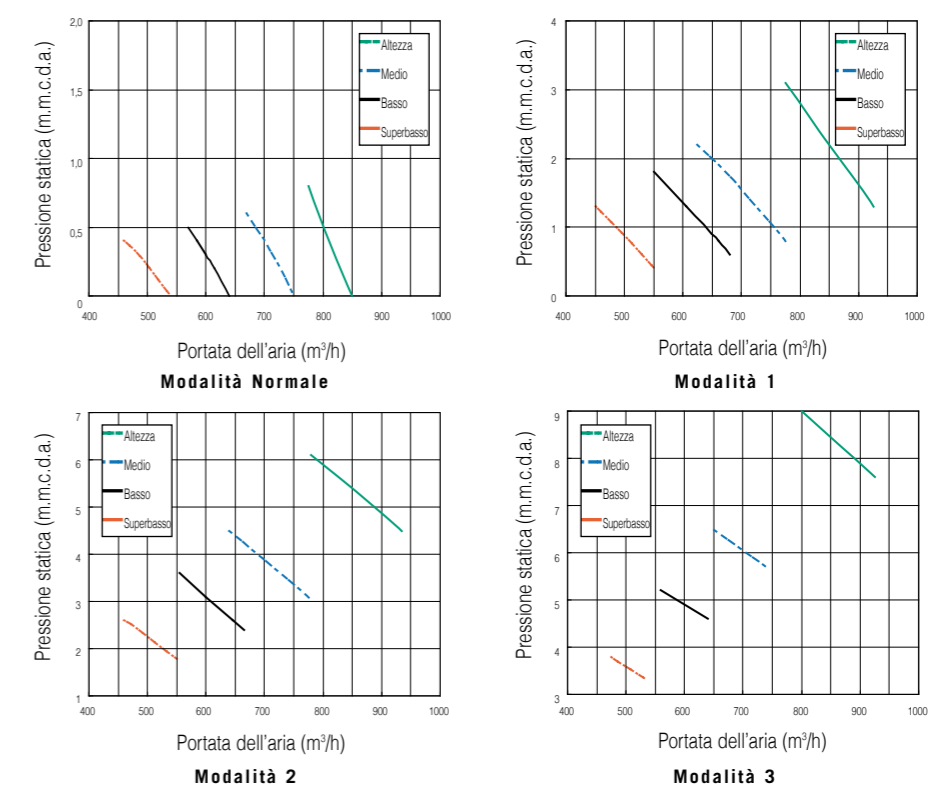 Pressione statica (m.m.c.d.a.)
2,0
1,5
1,0
0,5
0
400 500 600 700 800 900 1000
Altezza
Medio
Basso
Superbasso
Portata dell'aria (m³/h)
Modalità Normale
Pressione statica (m.m.c.d.a.)
4
3
2
1
0
400 500 600 700 800 900 1000
Altezza
Medio
Basso
Superbasso
Portata dell'aria (m³/h)
Modalità 1
Pressione statica (m.m.c.d.a.)
7
6
5
4
3
2
1
400 500 600 700 800 900 1000
Altezza
Medio
Basso
Superbasso
Portata dell'aria (m³/h)
Modalità 2
Pressione statica (m.m.c.d.a.)
9
8
7
6
5
4
3
400 500 600 700 800 900 1000
Altezza
Medio
Basso
Superbasso
Portata dell'aria (m³/h)
Modalità 3